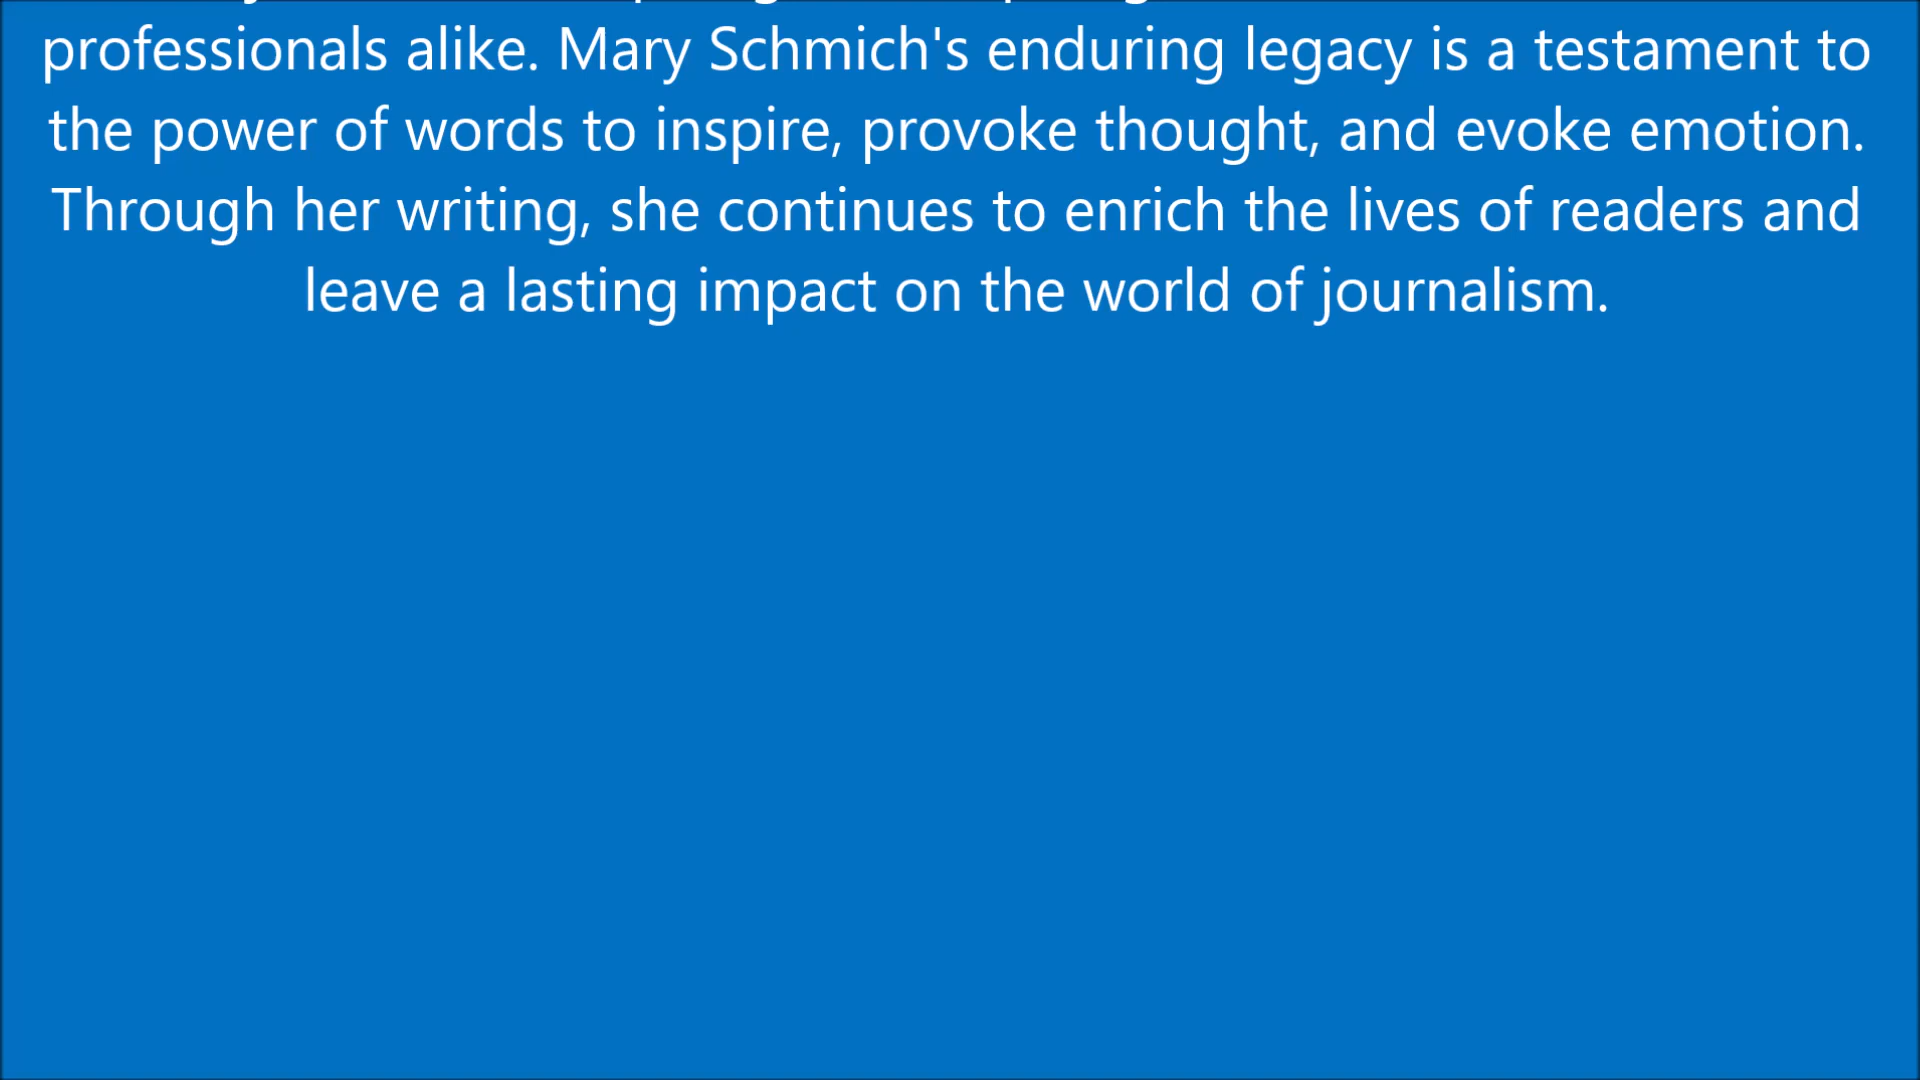 professionals alike. Mary Schmich's enduring legacy is a testament to
the power of words to inspire, provoke thought, and evoke emotion.
Through her writing, she continues to enrich the lives of readers and
leave a lasting impact on the world of journalism.